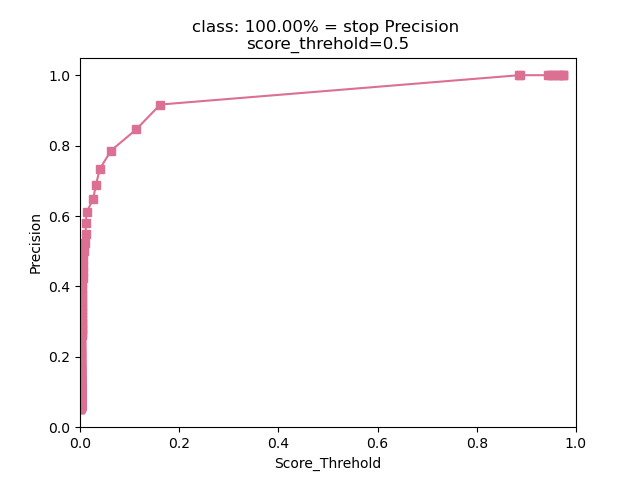 class: 100.00% = stop Precision
score_threhold=0.5
1.0
0.8
0.6
0.4
0.2
0.0
Precision
0.0 0.2 0.4 0.6 0.8 1.0
Score_Threhold